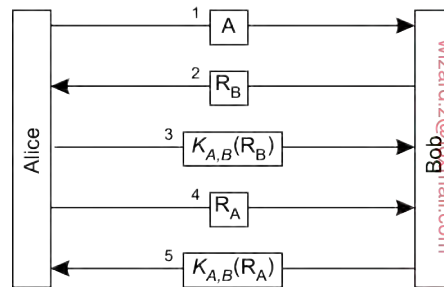 Alice
Bob
1 A
2 R_B
3 K_A,B(R_B)
4 R_A
5 K_A,B(R_A)